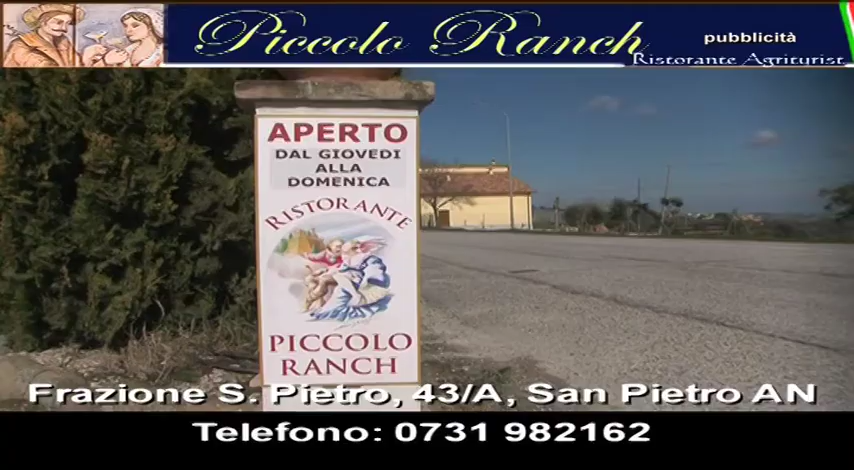 Piccolo Ranch
pubblicità
Ristorante Agriturist
APERTO
DAL GIOVEDI
ALLA
DOMENICA
RISTORANTE
PICCOLO
RANCH
Frazione S. Pietro, 43/A, San Pietro AN
Telefono: 0731 982162